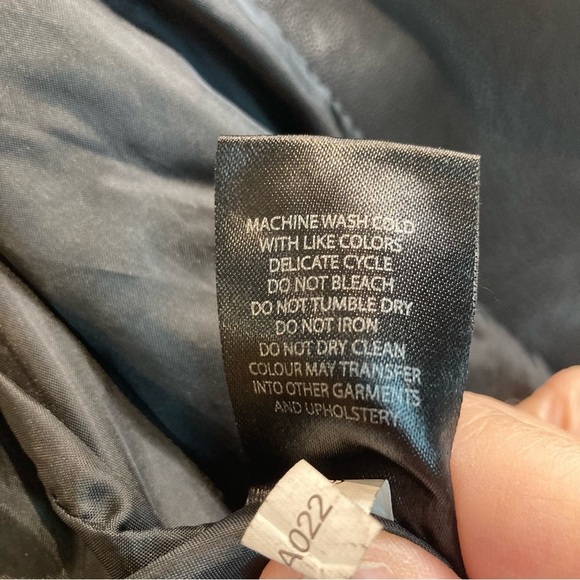 MACHINE WASH COLD
WITH LIKE COLORS
DELICATE CYCLE
DO NOT BLEACH
DO NOT TUMBLE DRY
DO NOT IRON
DO NOT DRY CLEAN
COLOUR MAY TRANSFER
INTO OTHER GARMENTS
AND UPHOLSTERY
A022